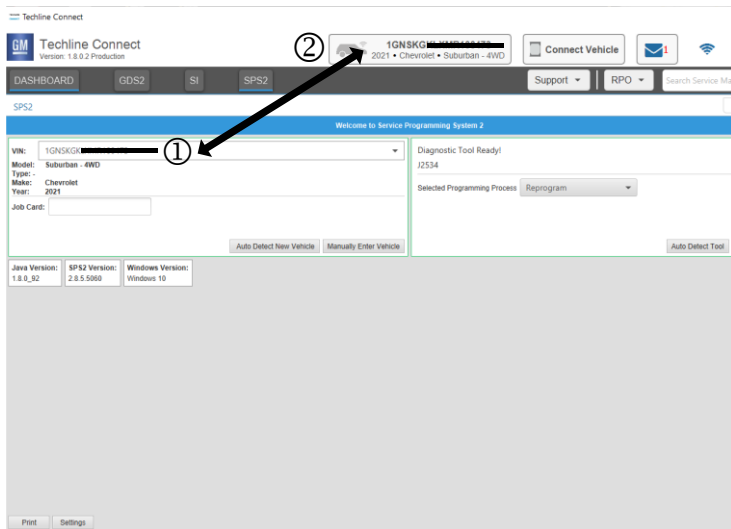 Techline Connect
GM
Techline Connect
Version: 1.8.0.2 Production
②
1GNSKGKL
2021 • Chevrolet • Suburban - 4WD
Connect Vehicle
1
DASHBOARD
GDS2
SI
SPS2
Support
RPO
Search Service Ma
SPS2
Welcome to Service Programming System 2
VIN:
1GNSKGK
①
Model: Suburban - 4WD
Type: -
Make: Chevrolet
Year: 2021
Job Card:
Auto Detect New Vehicle
Manually Enter Vehicle
Diagnostic Tool Ready!
J2534
Selected Programming Process
Reprogram
Auto Detect Tool
Java Version:
1.8.0_92
SPS2 Version:
2.8.5.5060
Windows Version:
Windows 10
Print
Settings